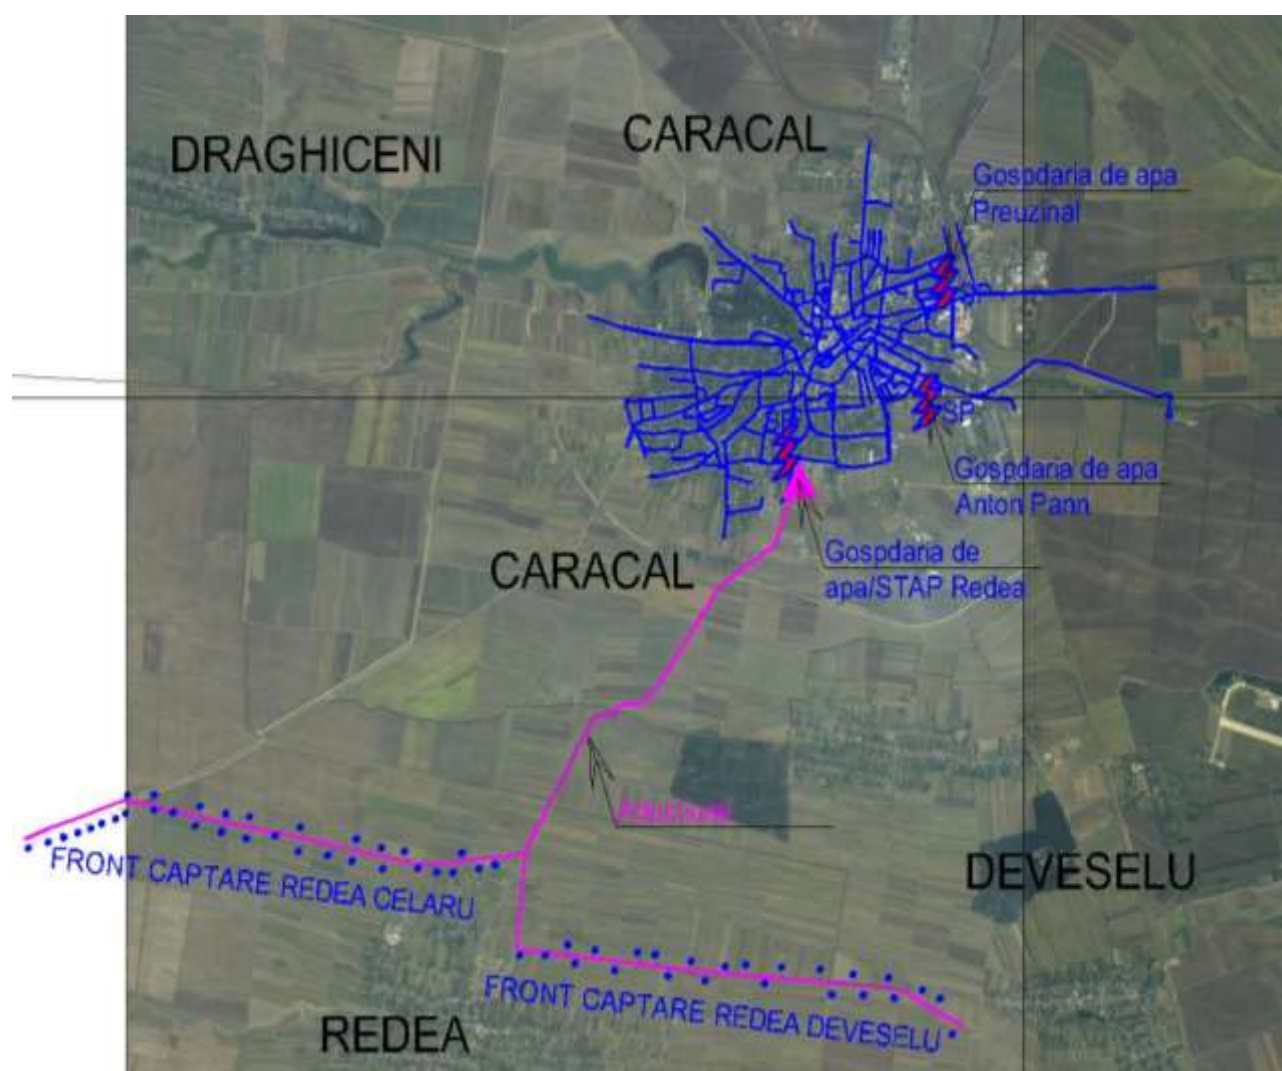 CARACAL
DRAGHICENI
Gospdaria de apa
Preuzinal
SP
Gospdaria de apa
Anton Pann
Gospdaria de
apa/STAP Redea
CARACAL
FRONT CAPTARE REDEA CELARU
DEVESELU
FRONT CAPTARE REDEA DEVEȘELU
REDEA